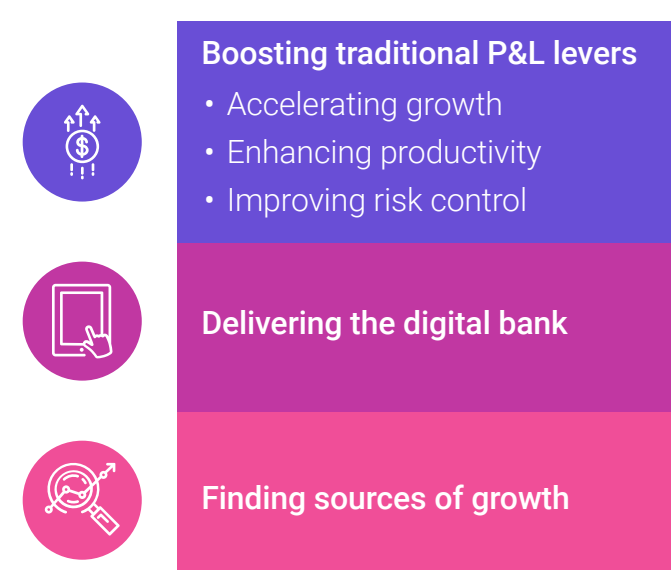 Boosting traditional P&L levers
• Accelerating growth
• Enhancing productivity
• Improving risk control
$
Delivering the digital bank
Finding sources of growth